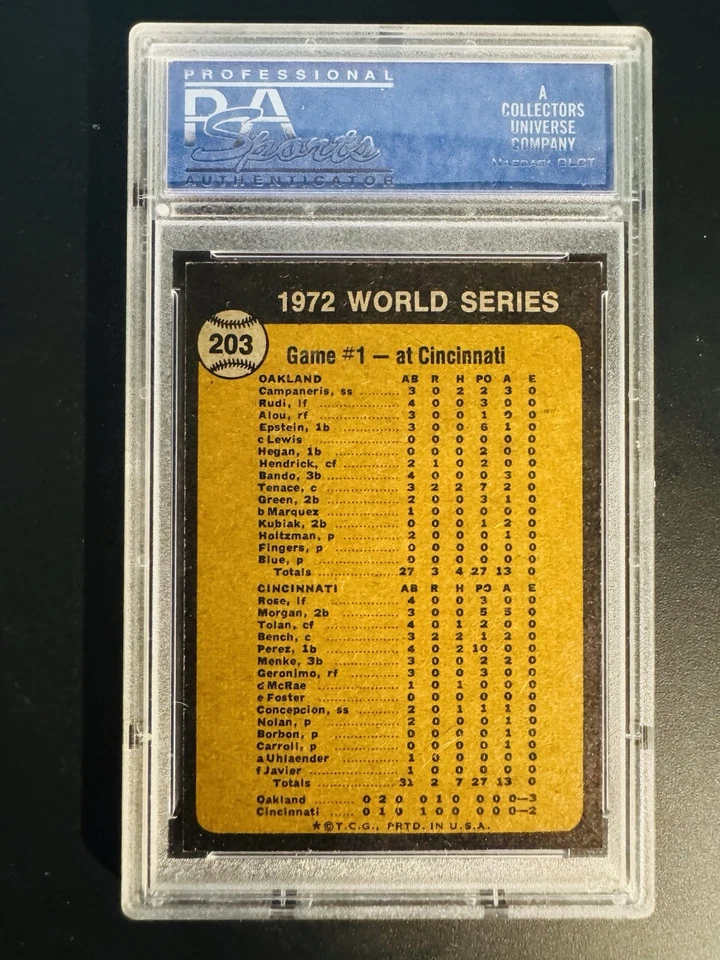 PROFESSIONAL
PSA
Sports
AUTHENTICATOR
A
COLLECTORS
UNIVERSE
COMPANY
NASDAQ: CLCT
1972 WORLD SERIES
203
Game #1 — at Cincinnati
OAKLAND AB R H PO A E
Campaneris, ss 3 0 2 2 3 0
Rudi, lf 4 0 0 3 0 0
Alou, rf 3 0 0 1 0 0
Epstein, 1b 3 0 0 6 1 0
c Lewis 0 0 0 0 0 0
Hegan, 1b 0 0 0 2 0 0
Hendrick, cf 2 1 0 2 0 0
Bando, 3b 4 0 0 0 3 0
Tenace, c 3 2 2 7 2 0
Green, 2b 2 0 0 3 1 0
b Marquez 1 0 0 0 0 0
Kubiak, 2b 0 0 0 1 2 0
Holtzman, p 2 0 0 0 1 0
Fingers, p 0 0 0 0 0 0
Blue, p 0 0 0 0 0 0
Totals 27 3 4 27 13 0
CINCINNATI AB R H PO A E
Rose, lf 4 0 0 3 0 0
Morgan, 2b 3 0 0 5 5 0
Tolan, cf 4 0 1 2 0 0
Bench, c 3 2 2 1 2 0
Perez, 1b 4 0 2 10 0 0
Menke, 3b 3 0 0 2 2 0
Geronimo, rf 3 0 0 3 0 0
d McRae 1 0 1 0 0 0
e Foster 0 0 0 0 0 0
Concepcion, ss 2 0 1 1 1 0
Nolan, p 2 0 0 0 1 0
Borbon, p 0 0 0 0 1 0
Carroll, p 0 0 0 0 1 0
a Uhlaender 1 0 0 0 0 0
f Javier 1 0 0 0 0 0
Totals 31 2 7 27 13 0
Oakland 0 2 0 0 1 0 0 0 0—3
Cincinnati 0 1 0 1 0 0 0 0 0—2
★ © T.C.G., PRTD. IN U.S.A.